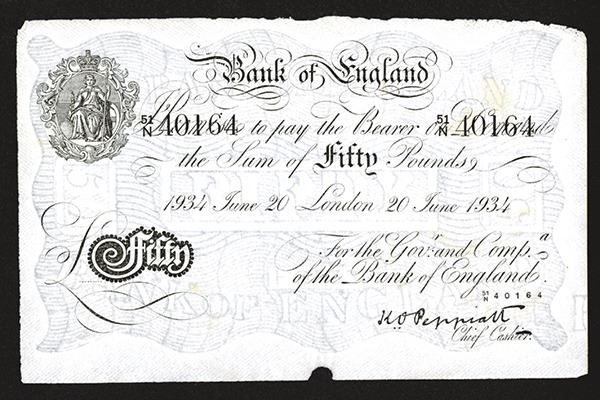 Bank of England
51/N 40164 51/N 40164
I Promise to pay the Bearer on Demand
the Sum of Fifty Pounds
1934 June 20 London 20 June 1934
For the Gov.r and Comp.a
£ Fifty
of the Bank of England.
51/N 40164
K O Peppiatt
Chief Cashier.